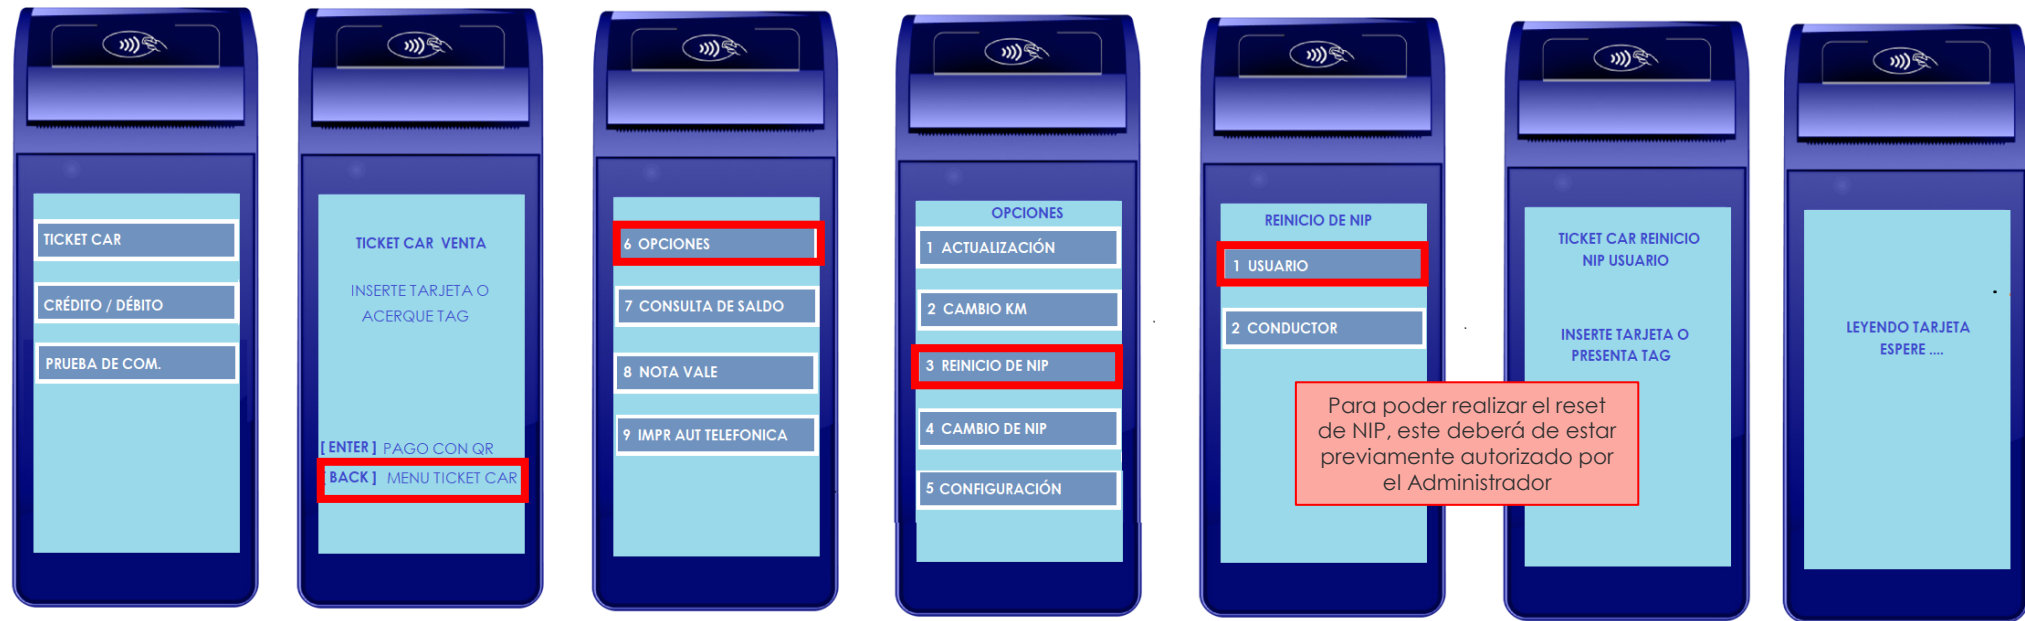 TICKET CAR
CRÉDITO / DÉBITO
PRUEBA DE COM.
TICKET CAR VENTA
INSERTE TARJETA O
ACERQUE TAG
[ ENTER ] PAGO CON QR
BACK ] MENU TICKET CAR
6 OPCIONES
7 CONSULTA DE SALDO
8 NOTA VALE
9 IMPR AUT TELEFONICA
OPCIONES
1 ACTUALIZACIÓN
2 CAMBIO KM
3 REINICIO DE NIP
4 CAMBIO DE NIP
5 CONFIGURACIÓN
REINICIO DE NIP
1 USUARIO
2 CONDUCTOR
Para poder realizar el reset
de NIP, este deberá de estar
previamente autorizado por
el Administrador
TICKET CAR REINICIO
NIP USUARIO
INSERTE TARJETA O
PRESENTA TAG
LEYENDO TARJETA
ESPERE ....